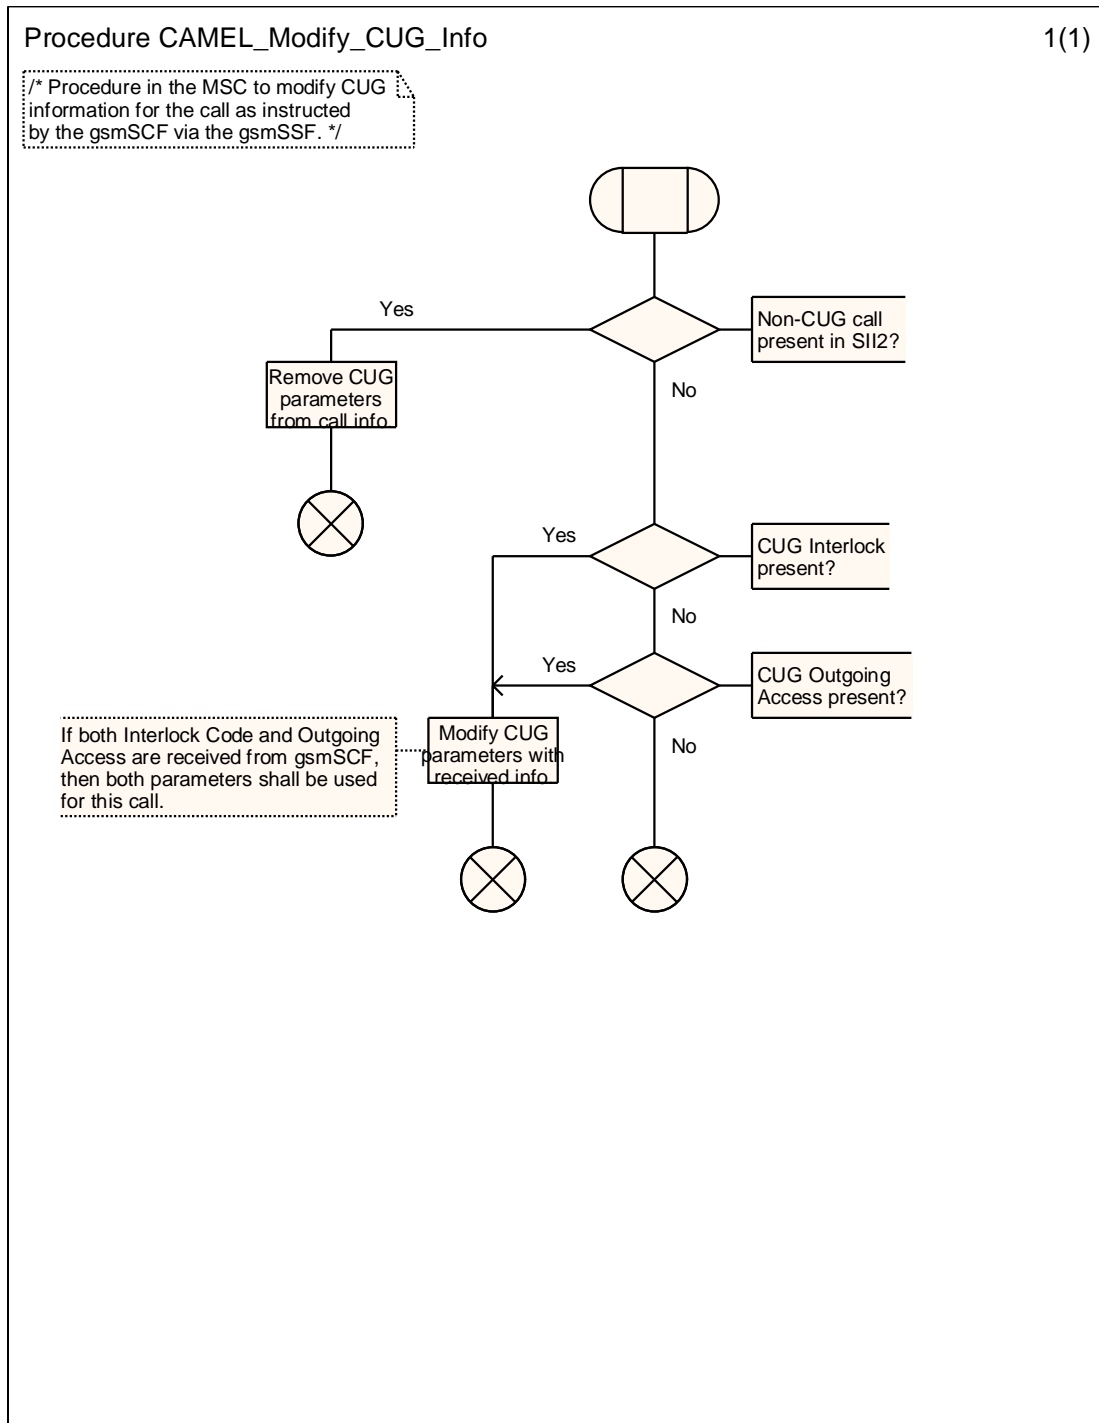 Procedure CAMEL_Modify_CUG_Info
1(1)
/* Procedure in the MSC to modify CUG
information for the call as instructed
by the gsmSCF via the gsmSSF. */
Yes
Non-CUG call
present in SII2?
Remove CUG
parameters
from call info
No
Yes
CUG Interlock
present?
No
Yes
CUG Outgoing
Access present?
If both Interlock Code and Outgoing
Access are received from gsmSCF,
then both parameters shall be used
for this call.
Modify CUG
parameters with
received info
No